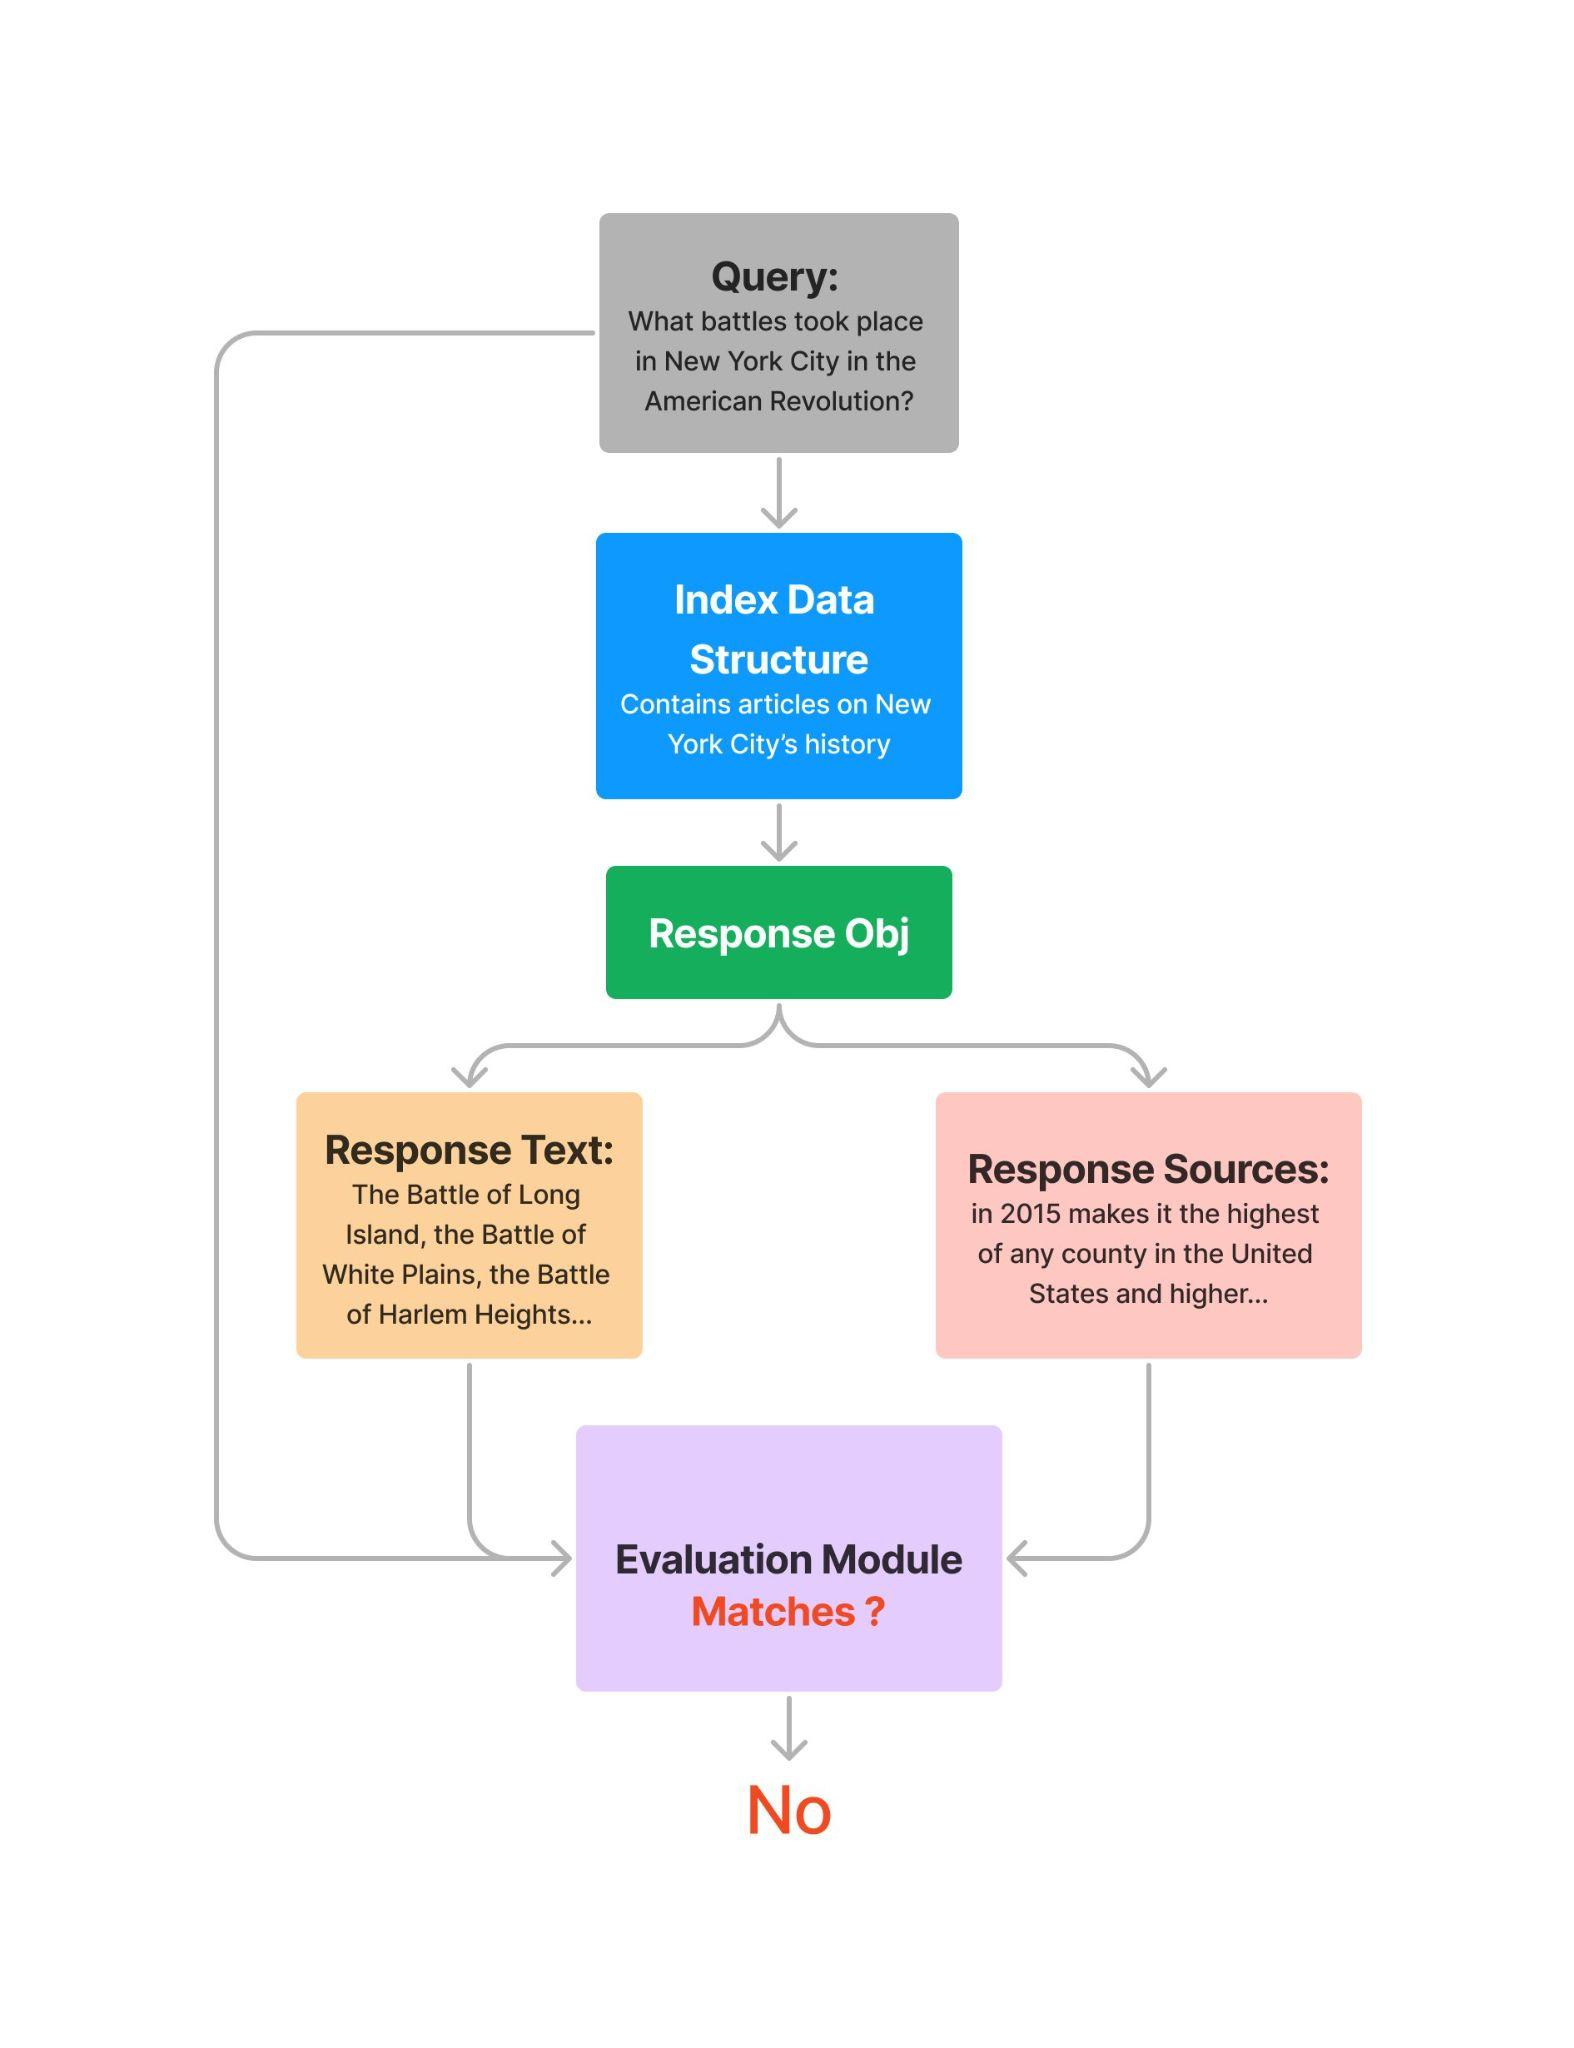 Query:
What battles took place
in New York City in the
American Revolution?
Index Data
Structure
Contains articles on New
York City’s history
Response Obj
Response Text:
The Battle of Long
Island, the Battle of
White Plains, the Battle
of Harlem Heights...
Response Sources:
in 2015 makes it the highest
of any county in the United
States and higher...
Evaluation Module
Matches ?
No